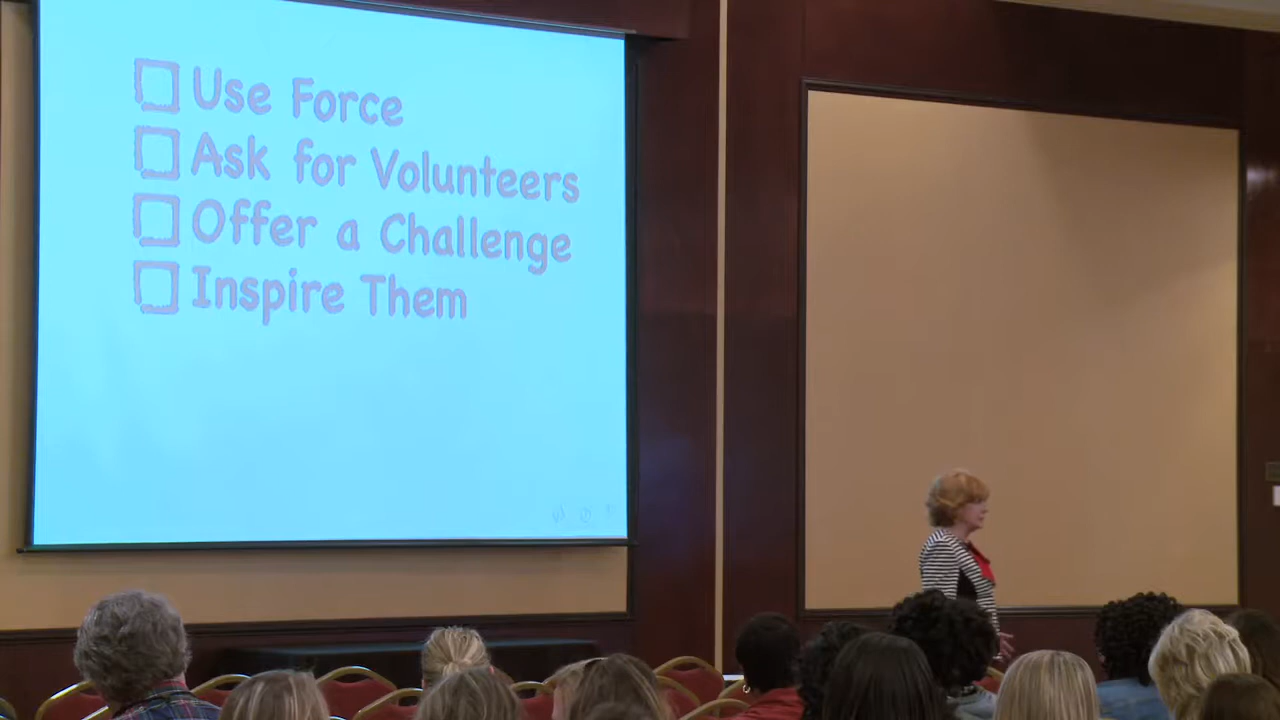 Use Force
Ask for Volunteers
Offer a Challenge
Inspire Them